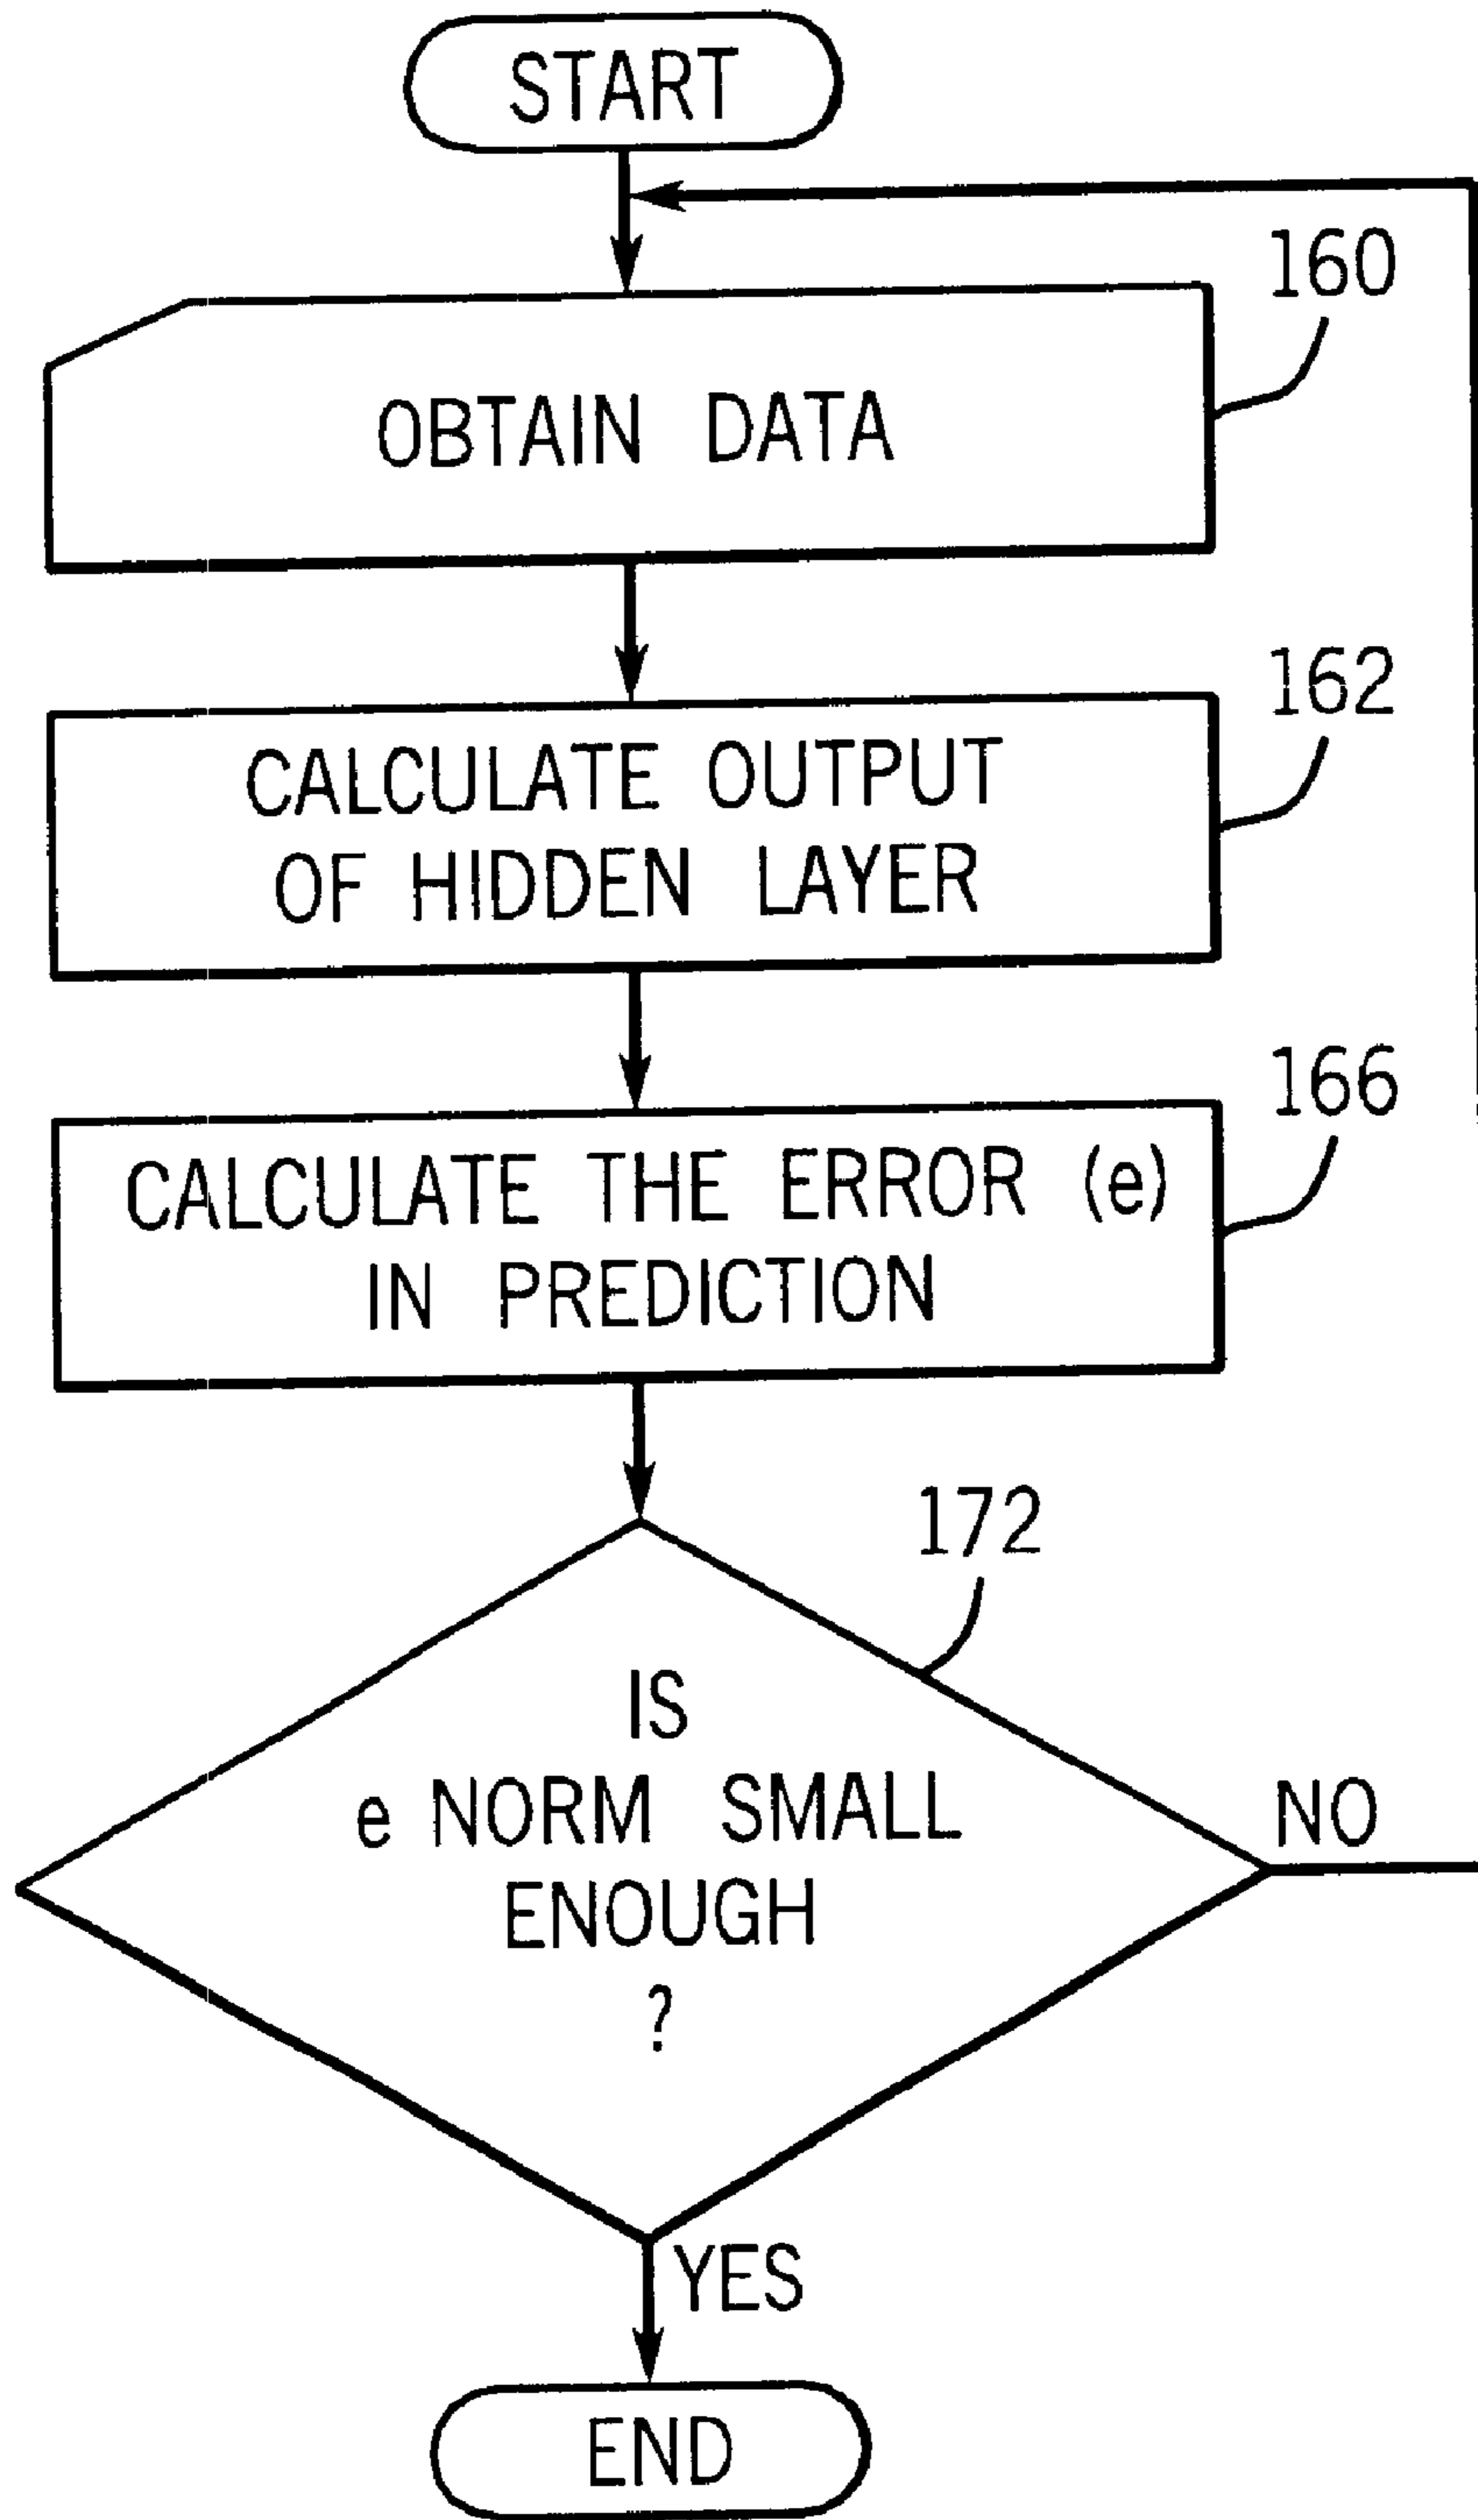 START
160
OBTAIN DATA
162
CALCULATE OUTPUT
OF HIDDEN LAYER
166
CALCULATE THE ERROR (e)
IN PREDICTION
172
IS
e NORM SMALL
ENOUGH
?
NO
YES
END